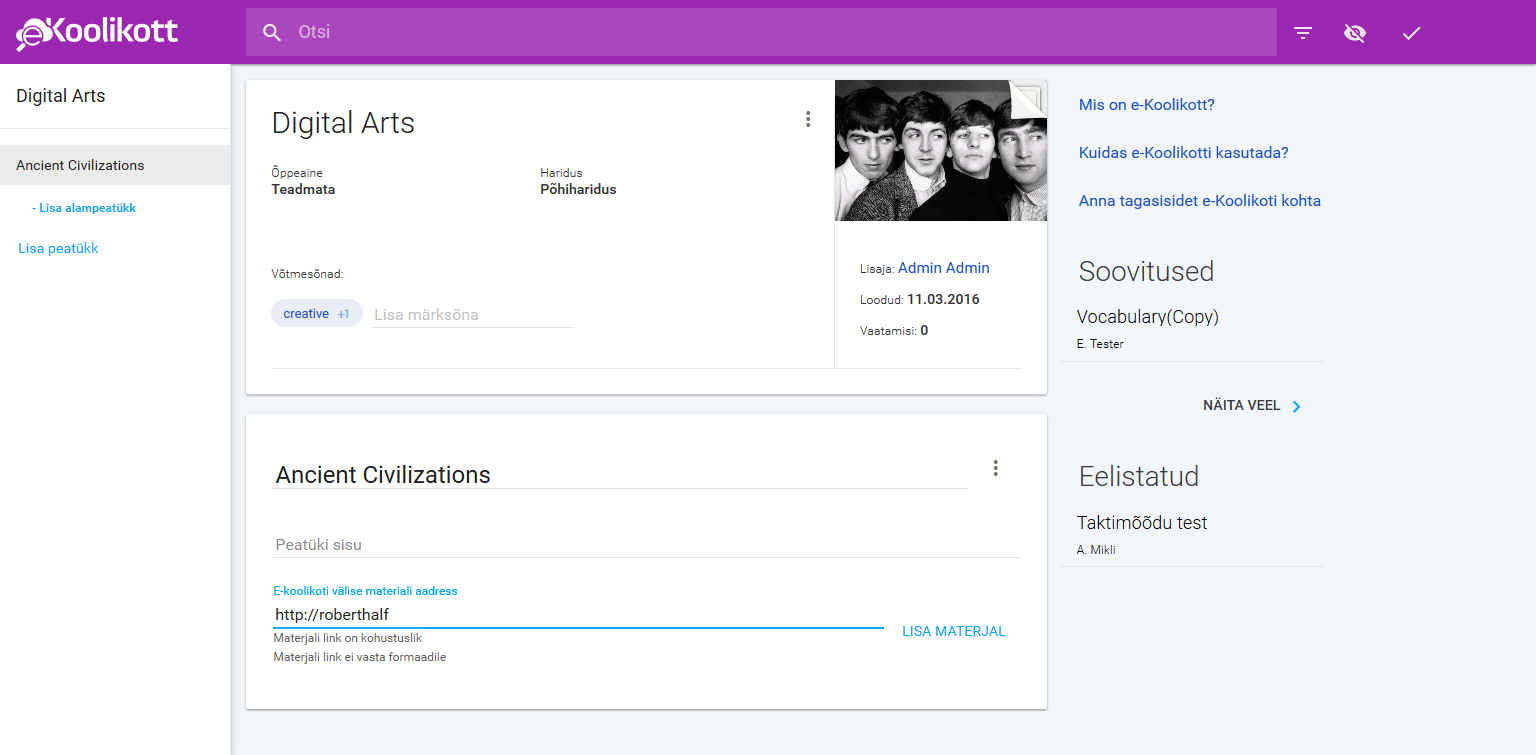 eKoolikott
Otsi
Digital Arts
Ancient Civilizations
- Lisa alampeatükk
Lisa peatükk
Digital Arts
Õppeaine
Teadmata
Haridus
Põhiharidus
Võtmesõnad:
creative +1
Lisa märksõna
Lisaja: Admin Admin
Loodud: 11.03.2016
Vaatamisi: 0
Ancient Civilizations
Peatüki sisu
E-koolikoti välise materiali aadress
http://roberthalf
LISA MATERJAL
Materjali link on kohustuslik
Materjali link ei vasta formaadile
Mis on e-Koolikott?
Kuidas e-Koolikotti kasutada?
Anna tagasisidet e-Koolikoti kohta
Soovitused
Vocabulary(Copy)
E. Tester
NÄITA VEEL
Eelistatud
Taktimõõdu test
A. Mikli